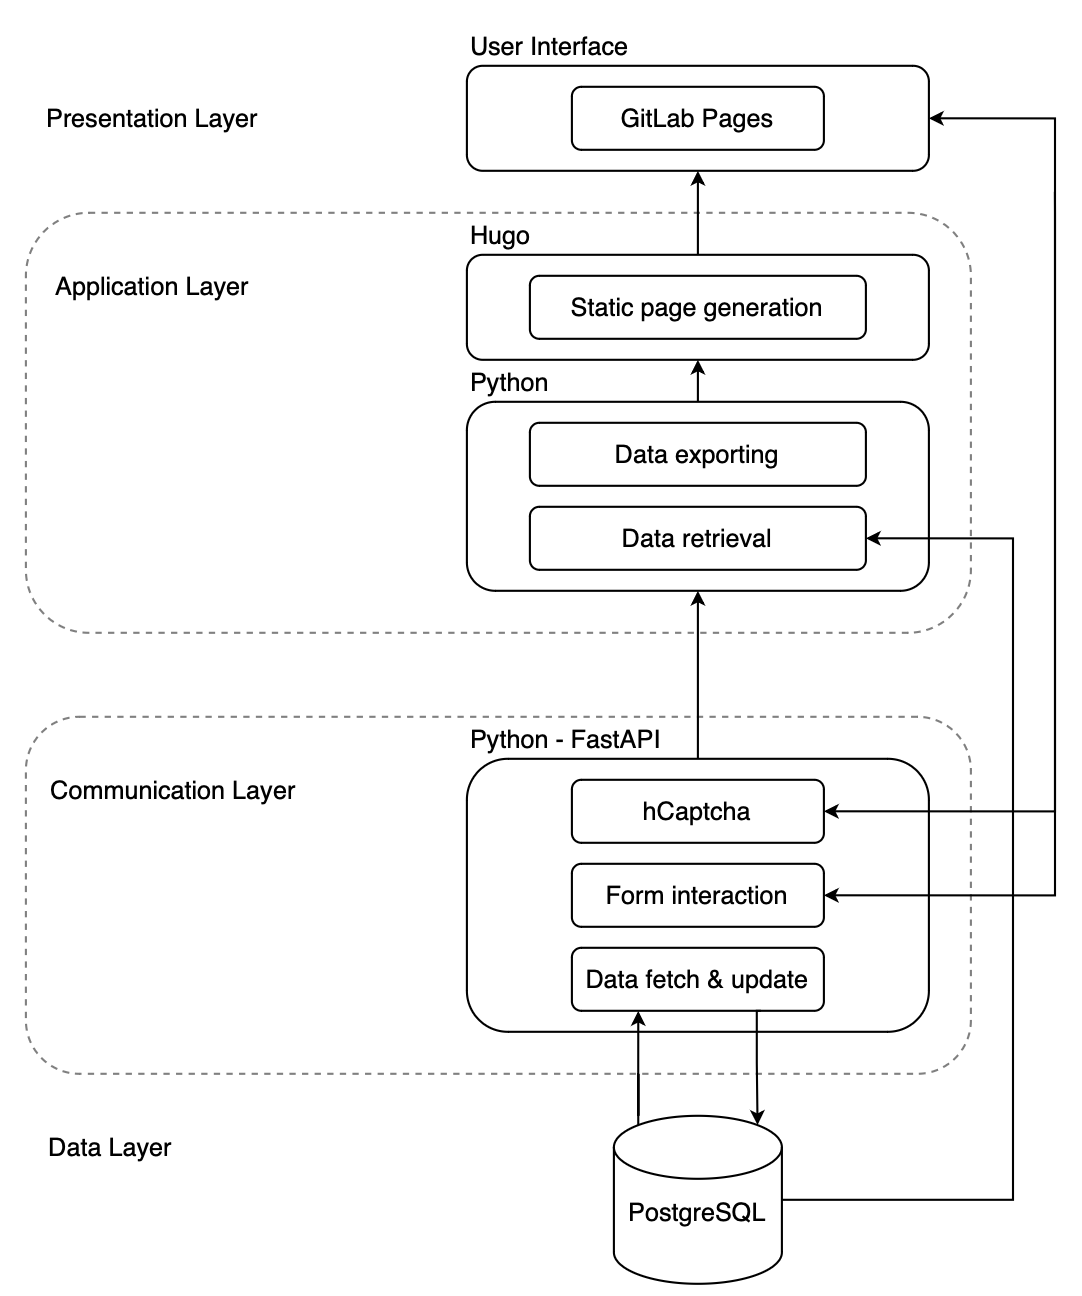 User Interface
Presentation Layer
GitLab Pages
Hugo
Application Layer
Static page generation
Python
Data exporting
Data retrieval
Python - FastAPI
Communication Layer
hCaptcha
Form interaction
Data fetch & update
Data Layer
PostgreSQL